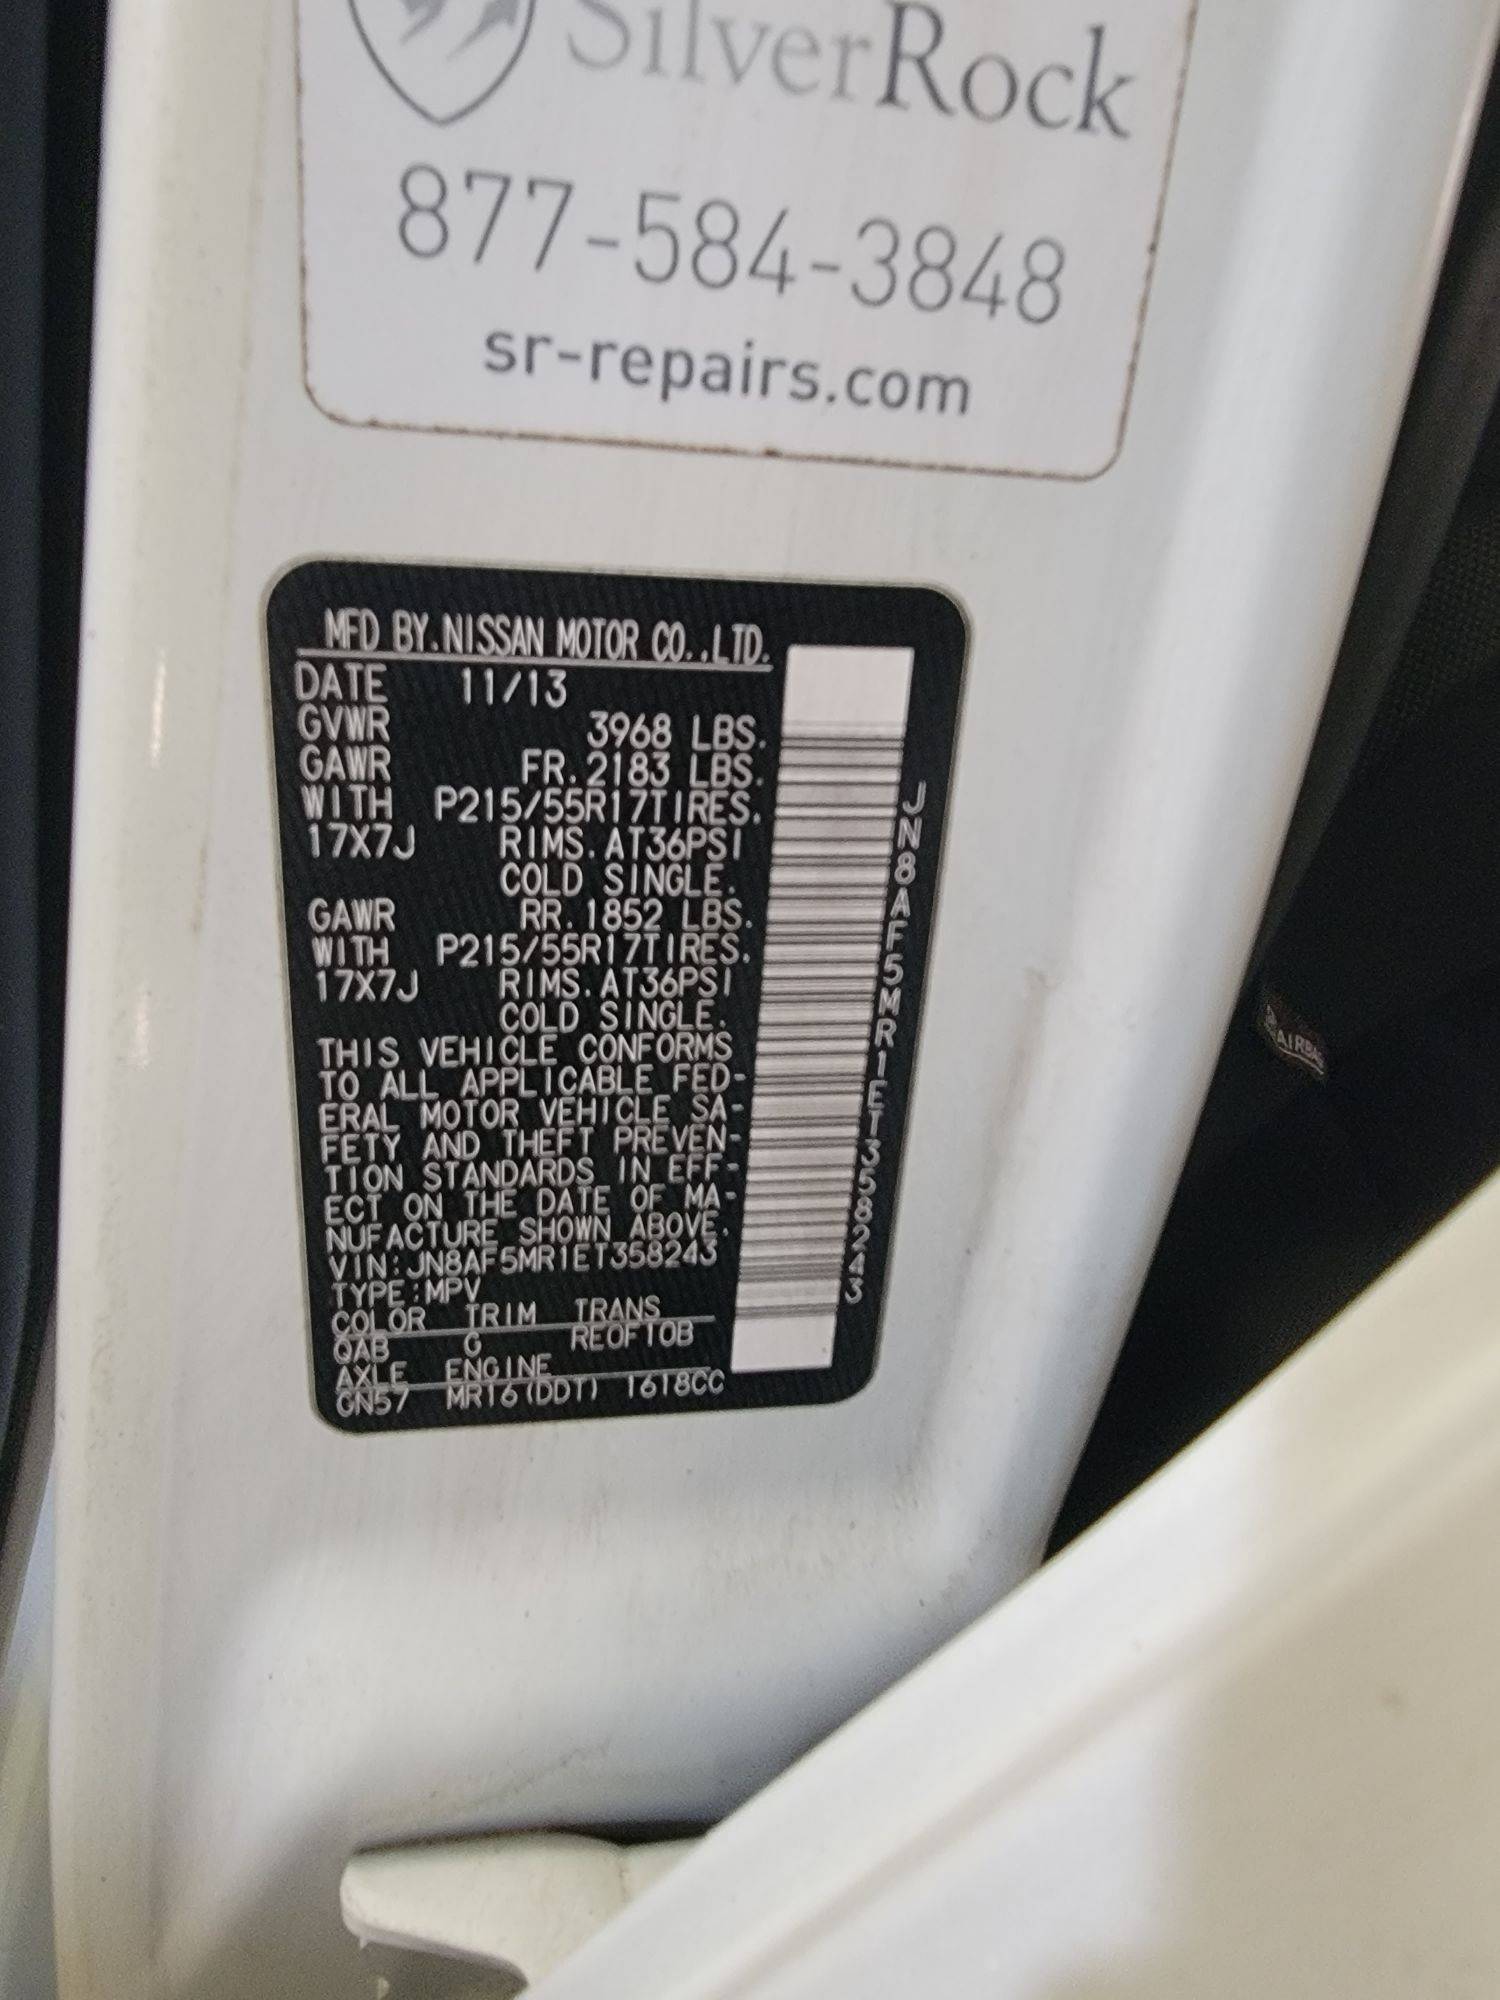 SilverRock
877-584-3848
sr-repairs.com
MFD BY.NISSAN MOTOR CO.,LTD.
DATE 11/13
GVWR 3968 LBS.
GAWR FR. 2183 LBS.
WITH P215/55R17TIRES.
17X7J RIMS. AT36PSI
COLD SINGLE.
GAWR RR. 1852 LBS.
WITH P215/55R17TIRES.
17X7J RIMS. AT36PSI
COLD SINGLE.
THIS VEHICLE CONFORMS
TO ALL APPLICABLE FED-
ERAL MOTOR VEHICLE SA-
FETY AND THEFT PREVEN-
TION STANDARDS IN EFF-
ECT ON THE DATE OF MA-
NUFACTURE SHOWN ABOVE.
VIN:JN8AF5MR1ET358243
TYPE:MPV
COLOR TRIM TRANS
QAB G RE0F10B
AXLE ENGINE
GN57 MR16(DDT) 1618CC
JN8AF5MR1ET358243
AIRBAG